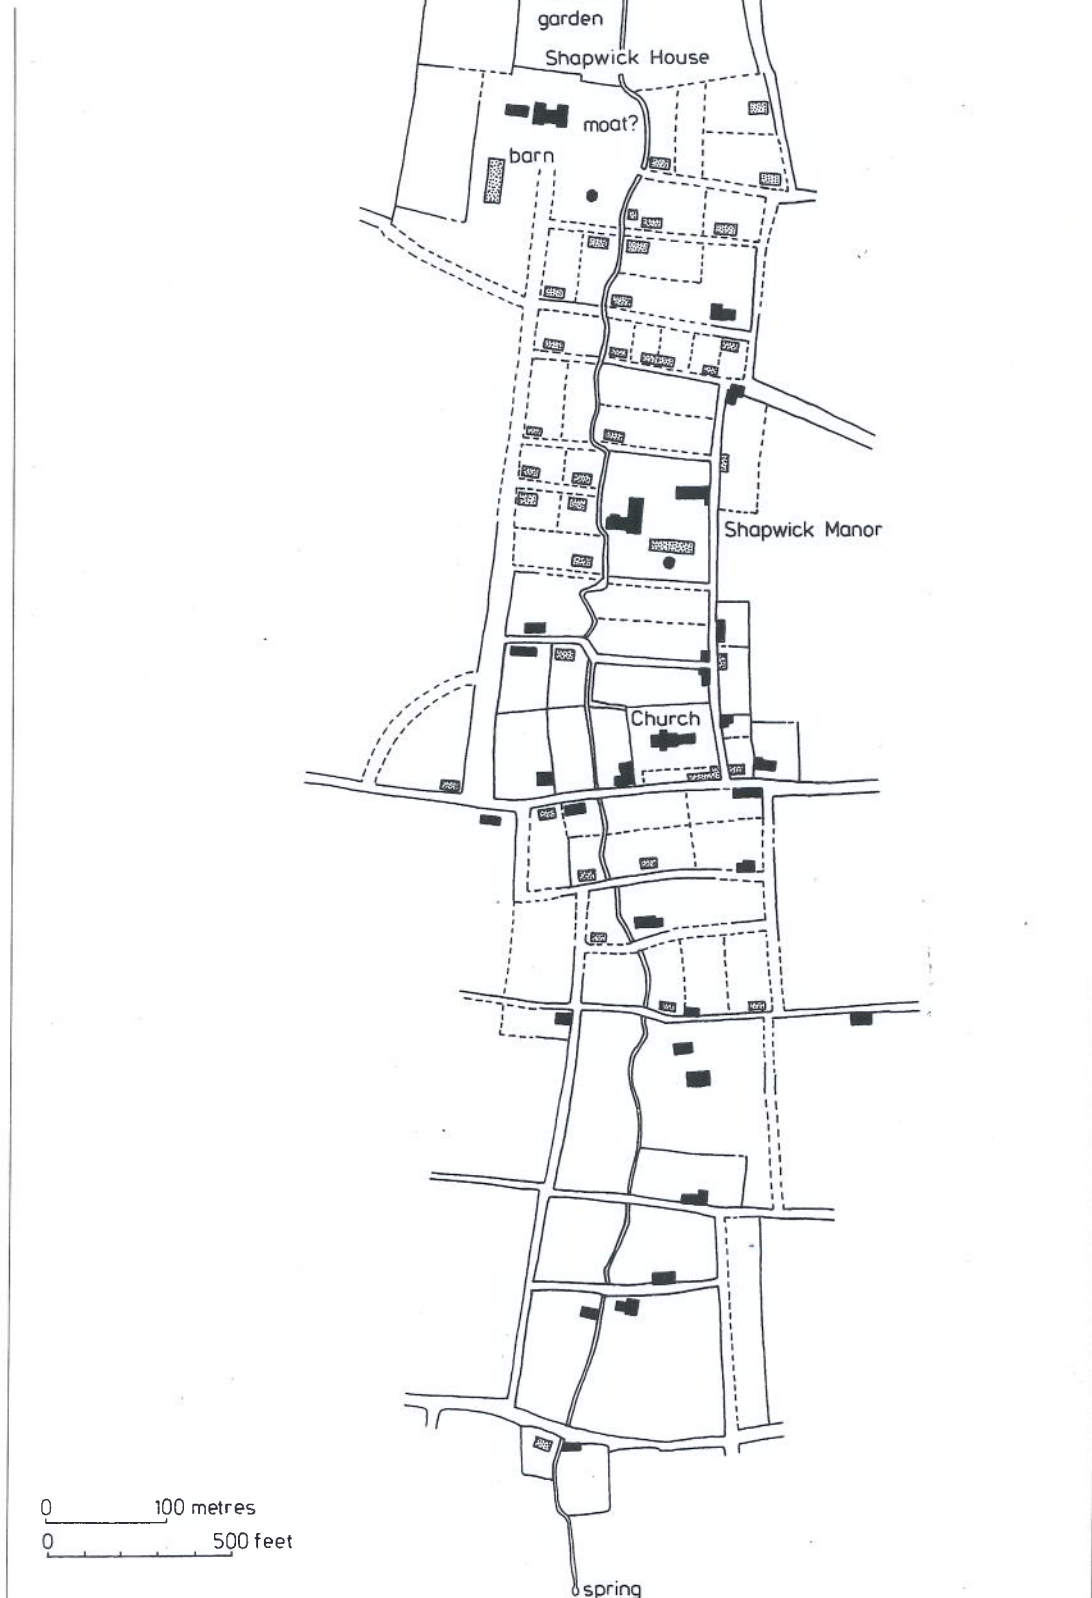 garden
Shapwick House
moat?
barn
Shapwick Manor
Church
0 100 metres
0 500 feet
spring